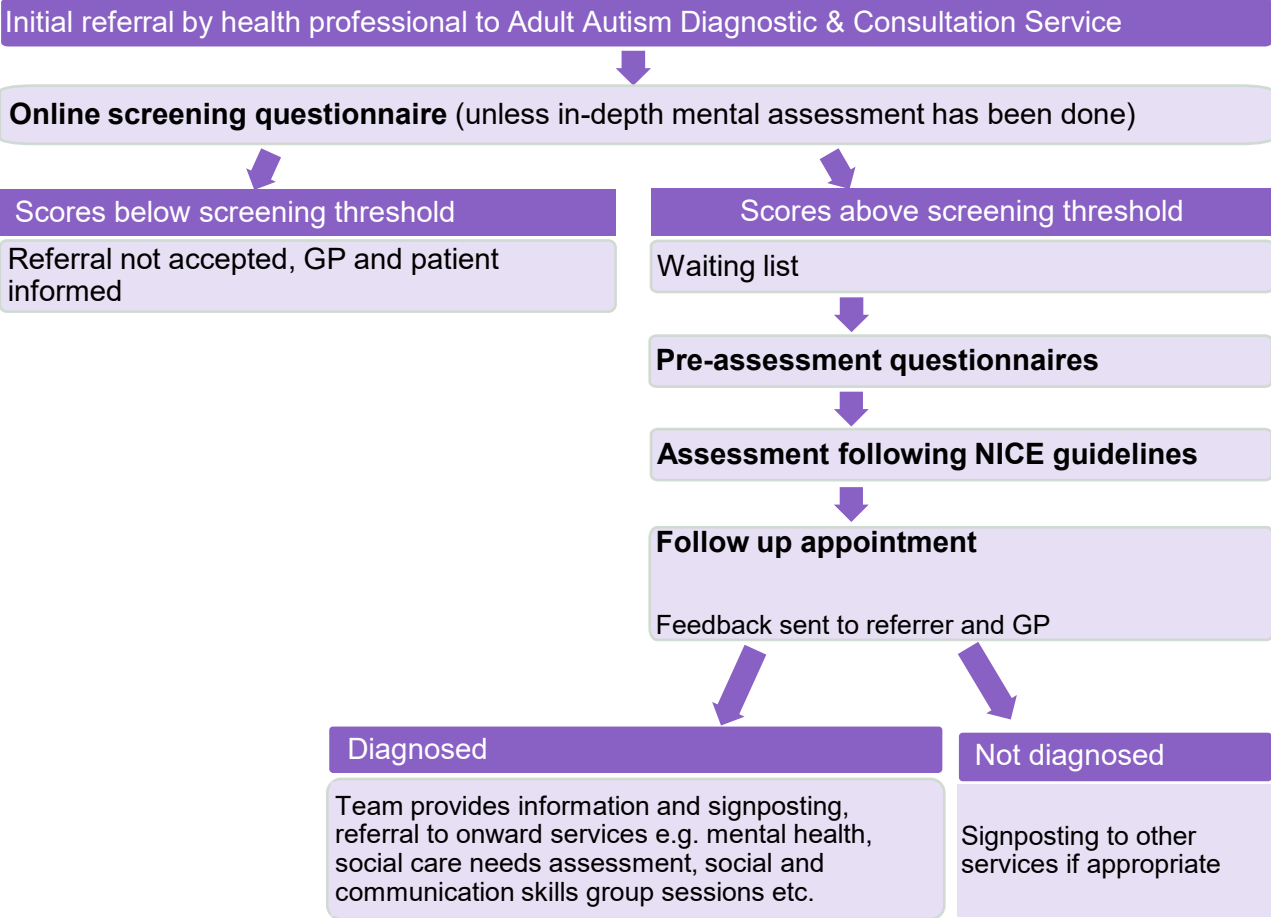 Initial referral by health professional to Adult Autism Diagnostic & Consultation Service
Online screening questionnaire (unless in-depth mental assessment has been done)
Scores below screening threshold
Referral not accepted, GP and patient
informed
Scores above screening threshold
Waiting list
Pre-assessment questionnaires
Assessment following NICE guidelines
Follow up appointment
Feedback sent to referrer and GP
Diagnosed
Team provides information and signposting,
referral to onward services e.g. mental health,
social care needs assessment, social and
communication skills group sessions etc.
Not diagnosed
Signposting to other
services if appropriate